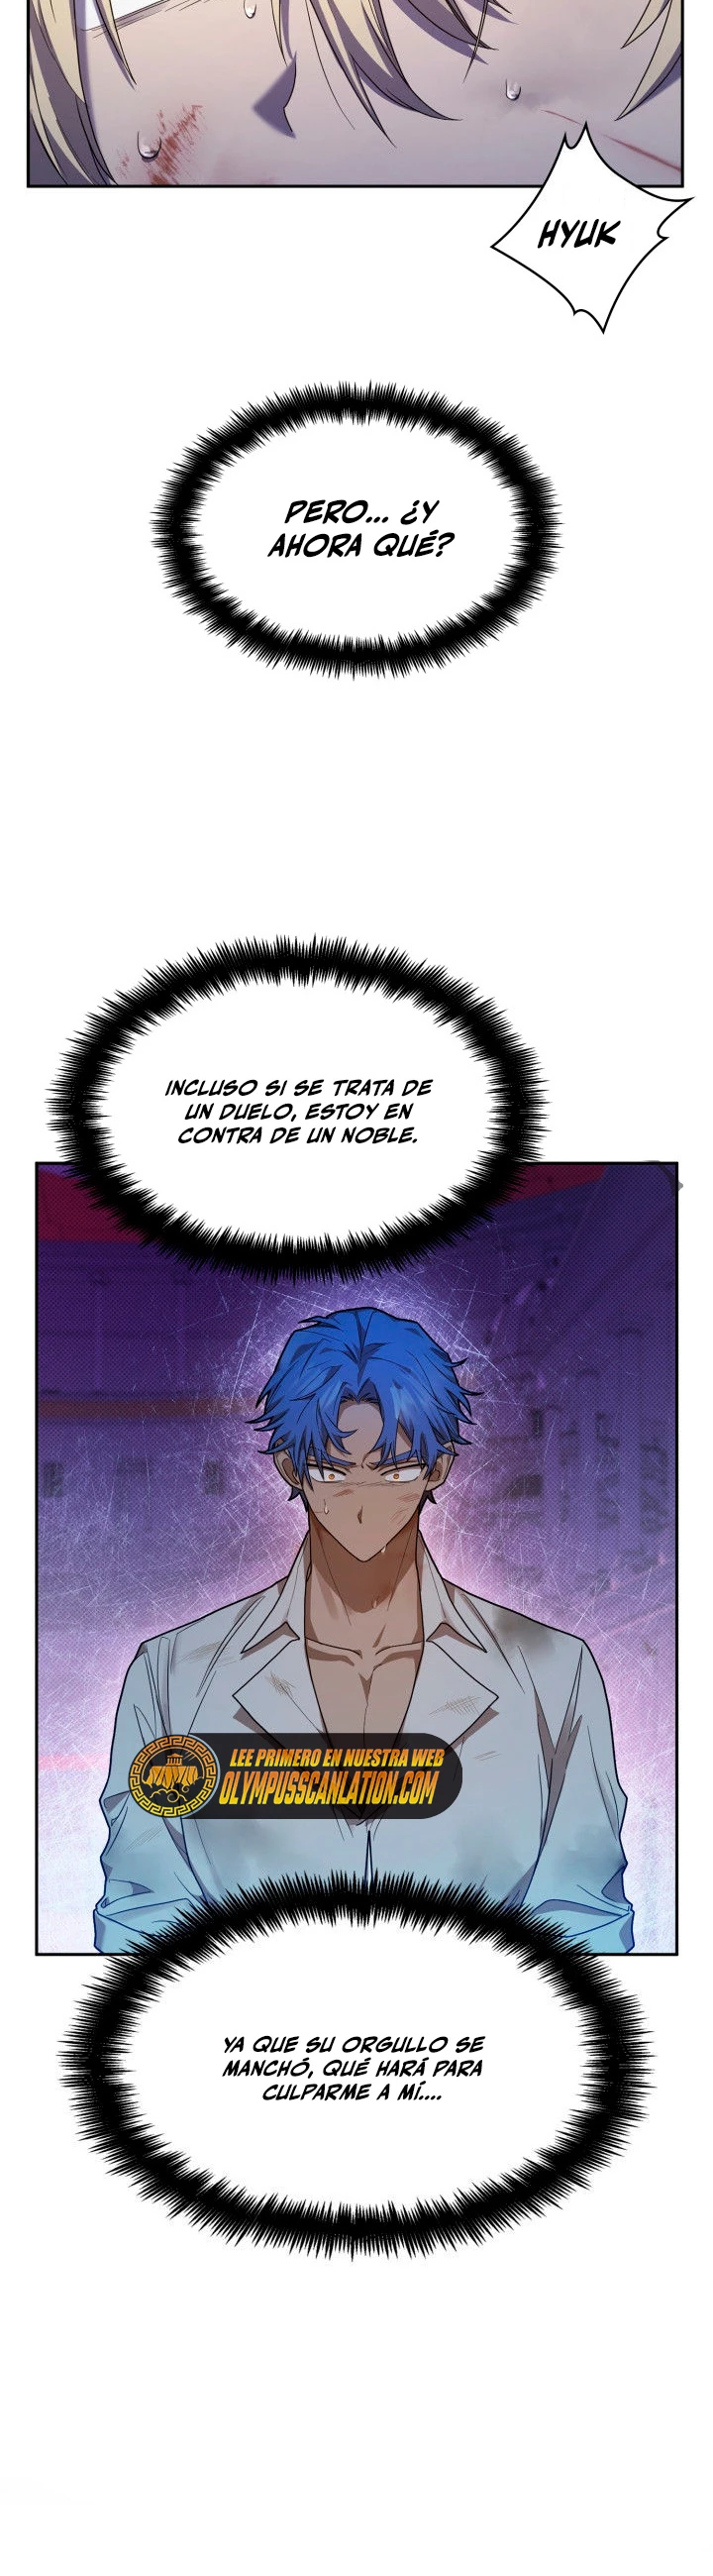 HYUK
PERO... ¿Y
AHORA QUÉ?
INCLUSO SI SE TRATA DE
UN DUELO, ESTOY EN
CONTRA DE UN NOBLE.
LEE PRIMERO EN NUESTRA WEB
OLYMPUSSCANLATION.COM
YA QUE SU ORGULLO SE
MANCHÓ, QUÉ HARÁ PARA
CULPARME A MÍ....